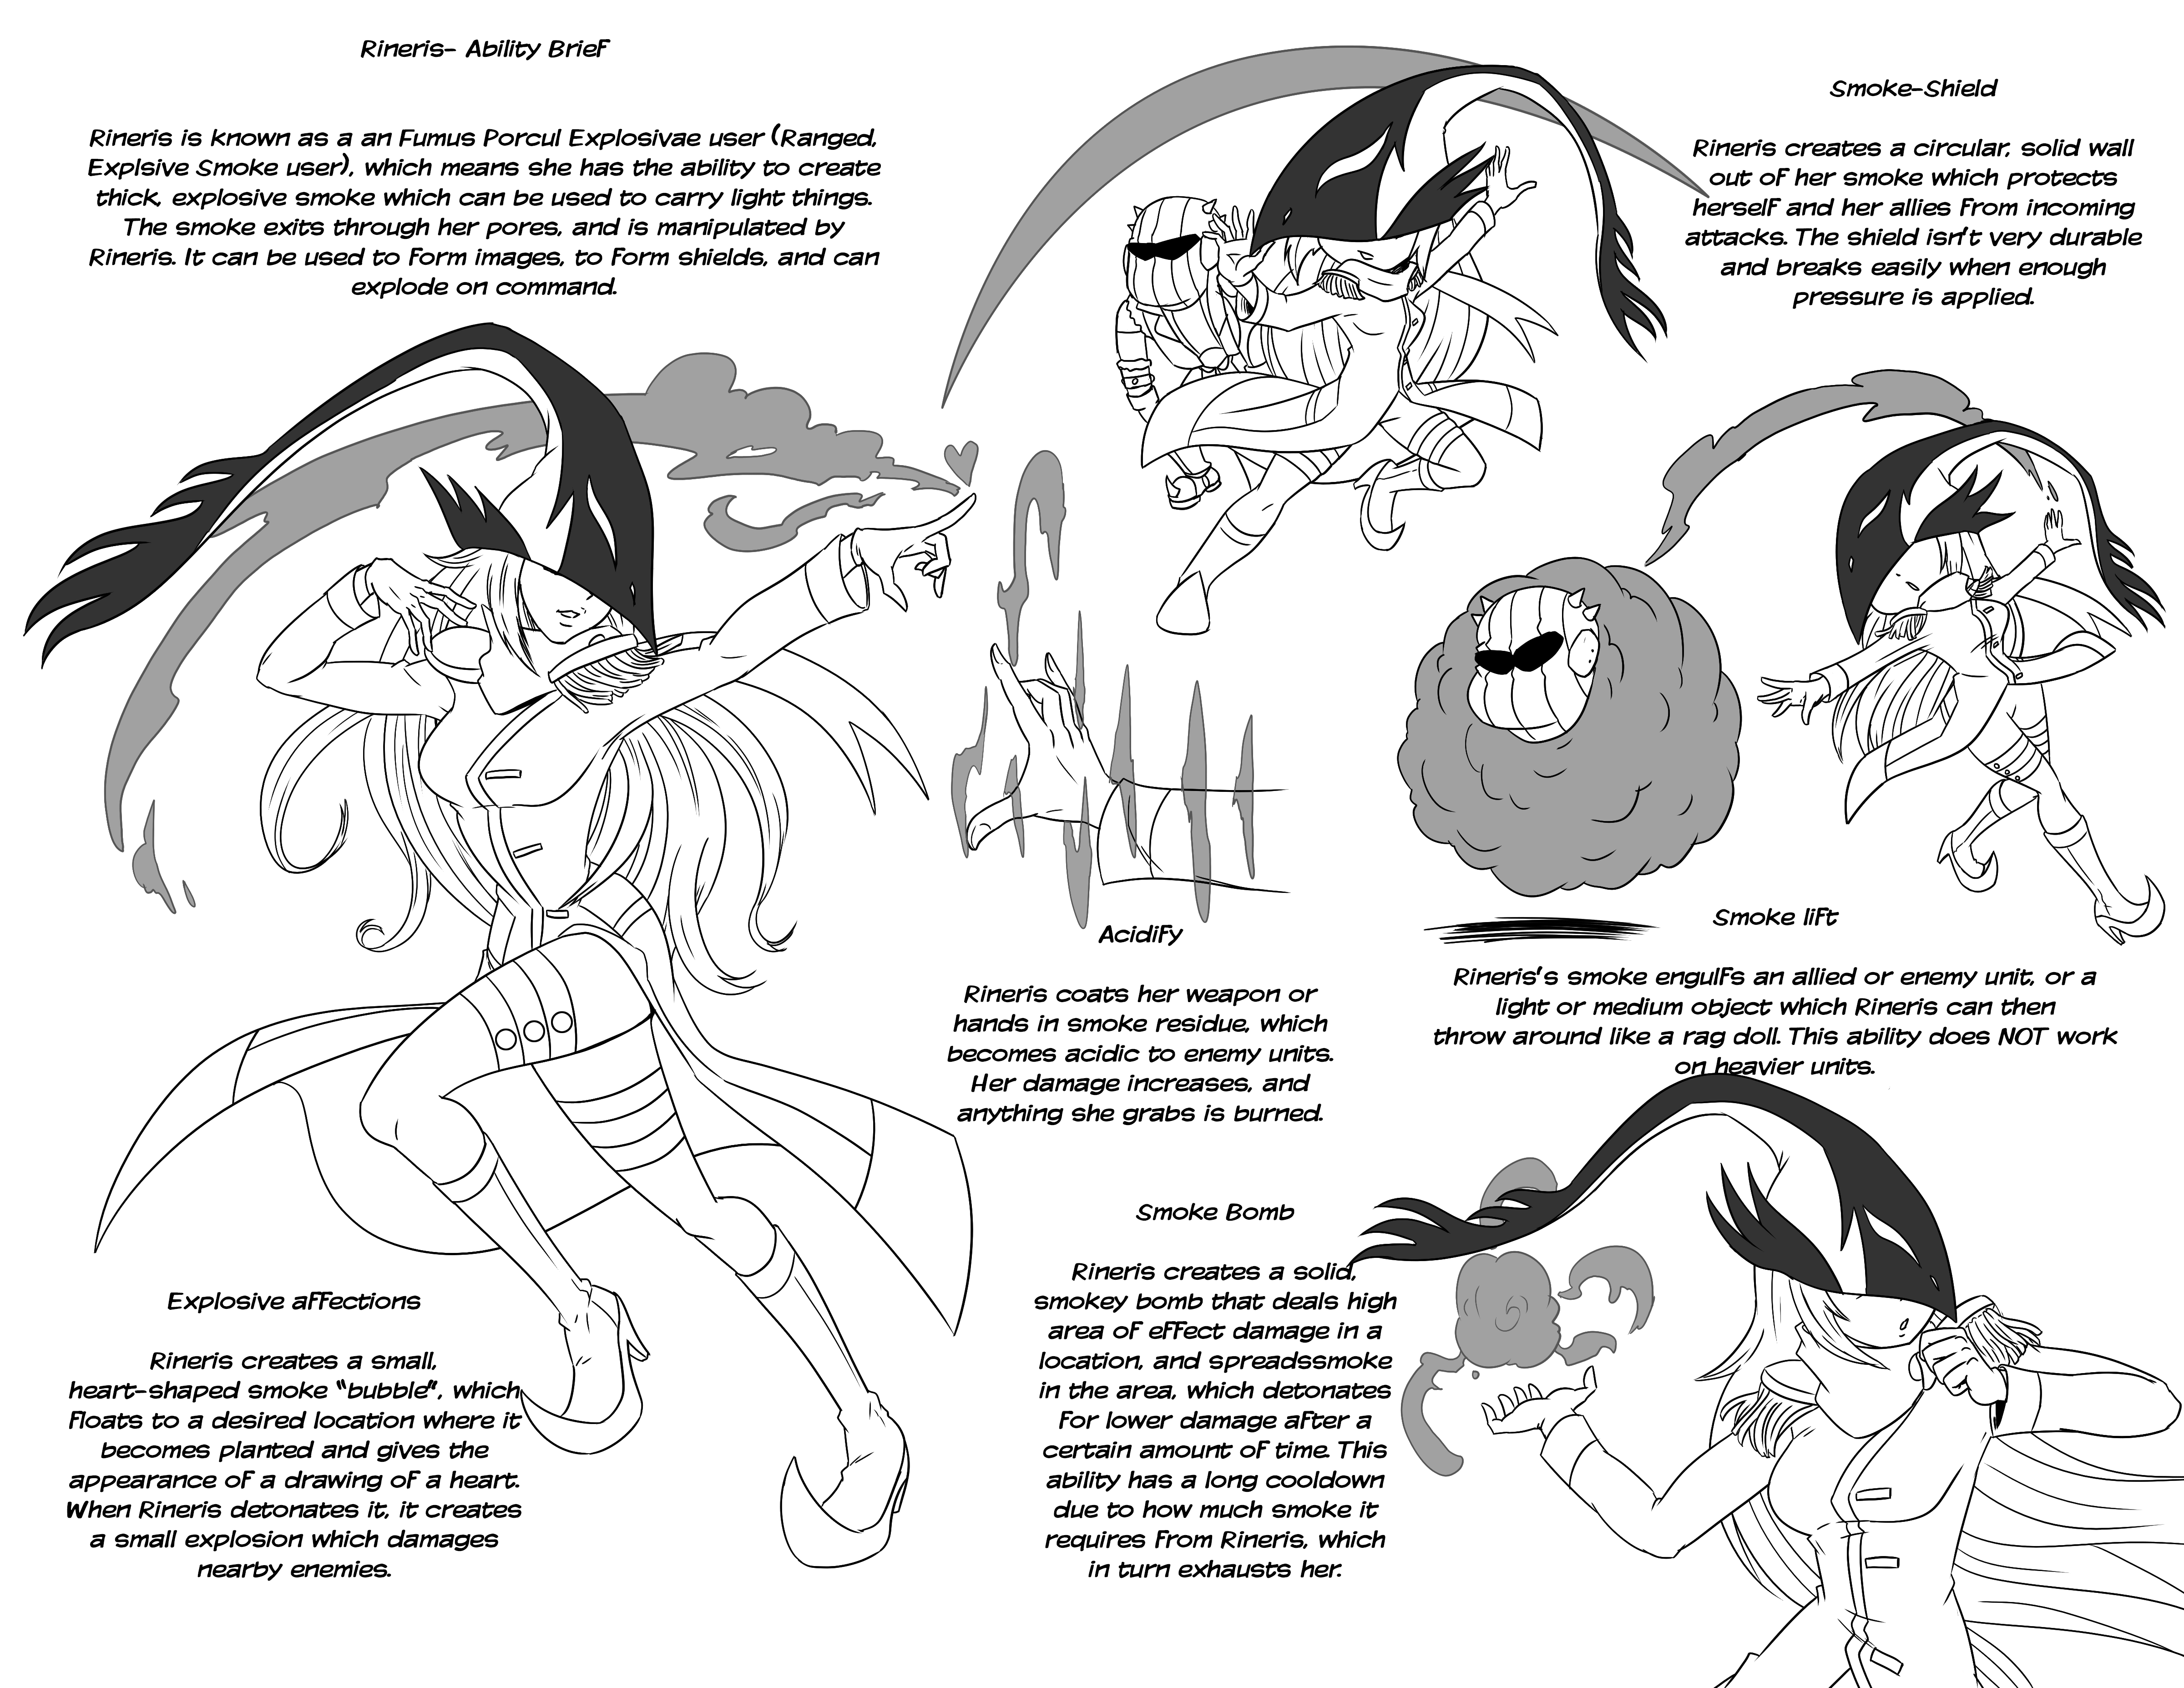 Rineris- Ability Brief
Rineris is known as a an Fumus Porcul Explosivae user (Ranged,
Explsive Smoke user), which means she has the ability to create
thick, explosive smoke which can be used to carry light things.
The smoke exits through her pores, and is manipulated by
Rineris. It can be used to form images, to form shields, and can
explode on command.
Smoke-Shield
Rineris creates a circular, solid wall
out of her smoke which protects
herself and her allies from incoming
attacks. The shield isn't very durable
and breaks easily when enough
pressure is applied.
Acidify
Rineris coats her weapon or
hands in smoke residue, which
becomes acidic to enemy units.
Her damage increases, and
anything she grabs is burned.
Smoke lift
Rineris's smoke engulfs an allied or enemy unit, or a
light or medium object which Rineris can then
throw around like a rag doll. This ability does NOT work
on heavier units.
Explosive affections
Rineris creates a small,
heart-shaped smoke "bubble", which
floats to a desired location where it
becomes planted and gives the
appearance of a drawing of a heart.
When Rineris detonates it, it creates
a small explosion which damages
nearby enemies.
Smoke Bomb
Rineris creates a solid,
smokey bomb that deals high
area of effect damage in a
location, and spreadssmoke
in the area, which detonates
for lower damage after a
certain amount of time. This
ability has a long cooldown
due to how much smoke it
requires from Rineris, which
in turn exhausts her.